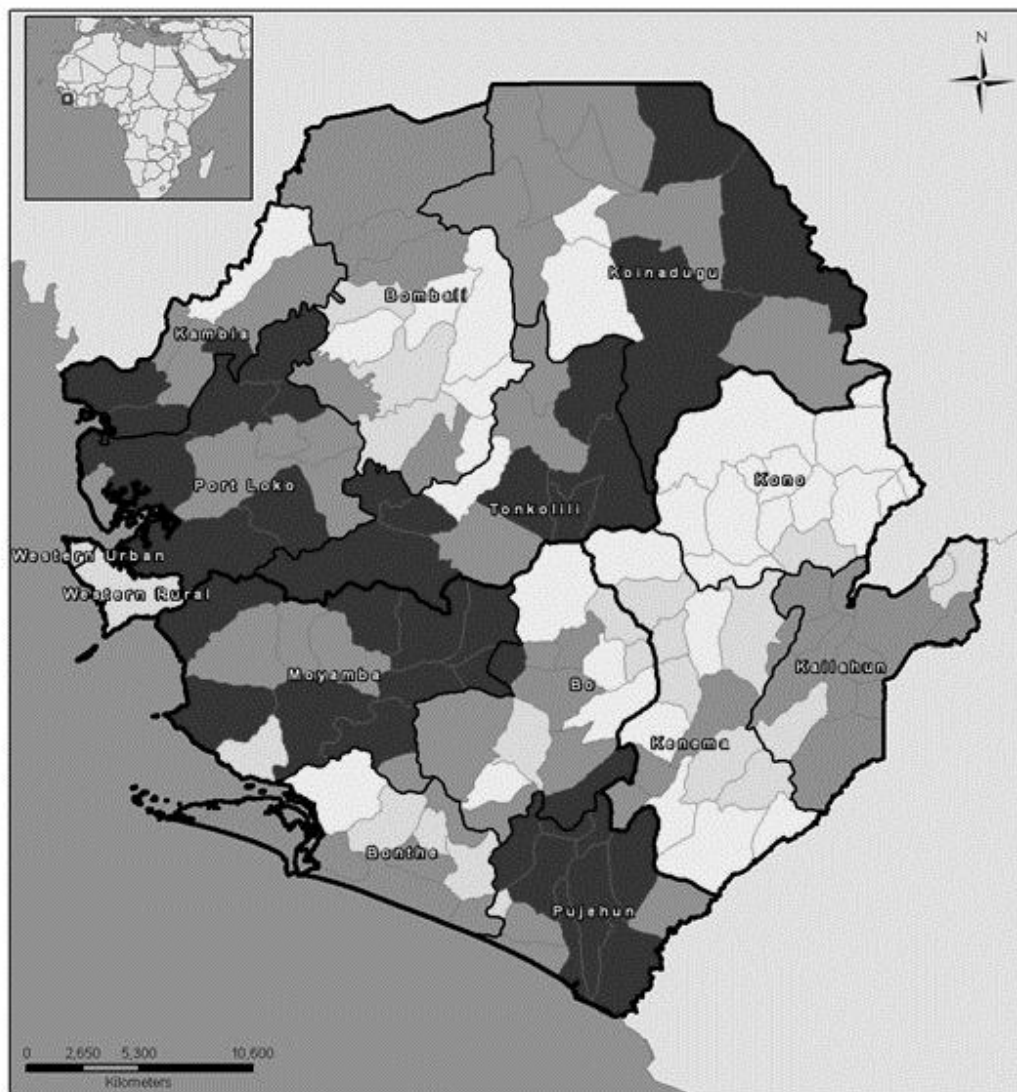 N
Koinadugu
Bombali
Kambia
Port Loko
Kono
Tonkolili
Western Urban
Western Rural
Moyamba
Bo
Kailahun
Kenema
Bonthe
Pujehun
0 2,650 5,300 10,600
Kilometers